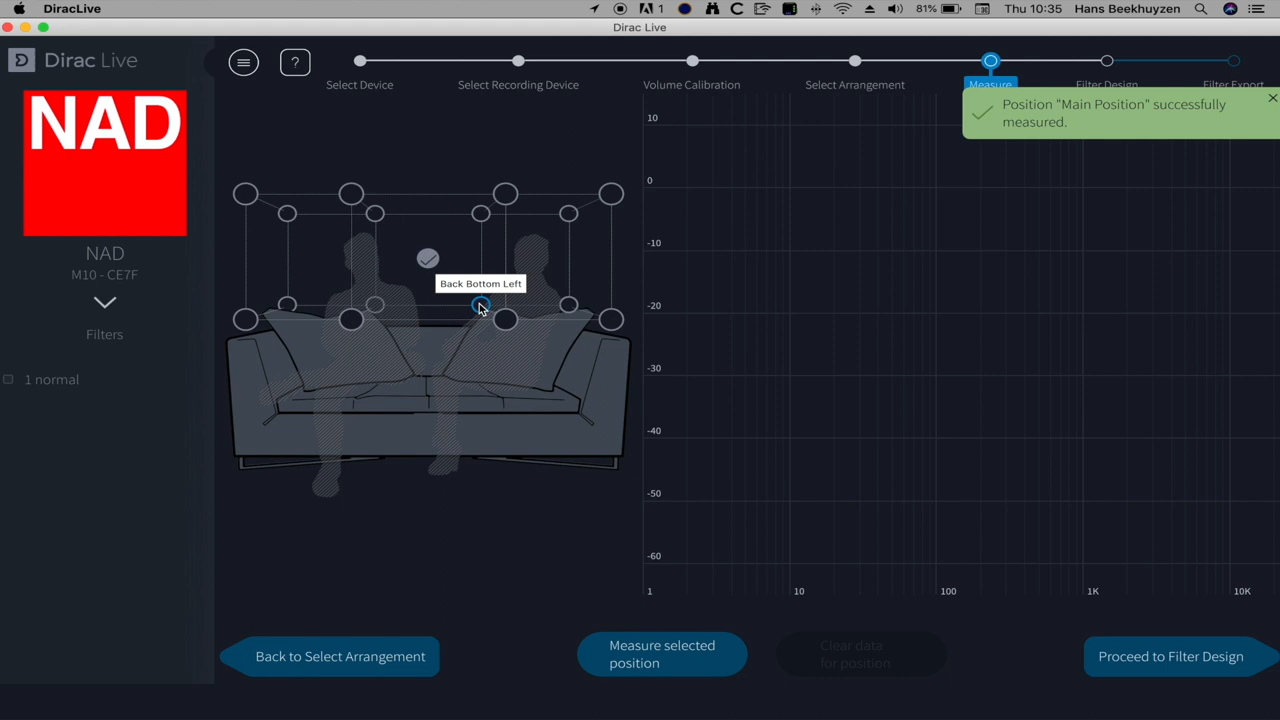 DiracLive
1
81%
Thu 10:35
Hans Beekhuyzen
Dirac Live
Dirac Live
?
Select Device
Select Recording Device
Volume Calibration
Select Arrangement
Measure
Filter Design
Filter Export
Position "Main Position" successfully
measured.
NAD
NAD
M10 - CE7F
Filters
1 normal
Back Bottom Left
10
0
-10
-20
-30
-40
-50
-60
1
10
100
1K
10K
Back to Select Arrangement
Measure selected
position
Clear data
for position
Proceed to Filter Design